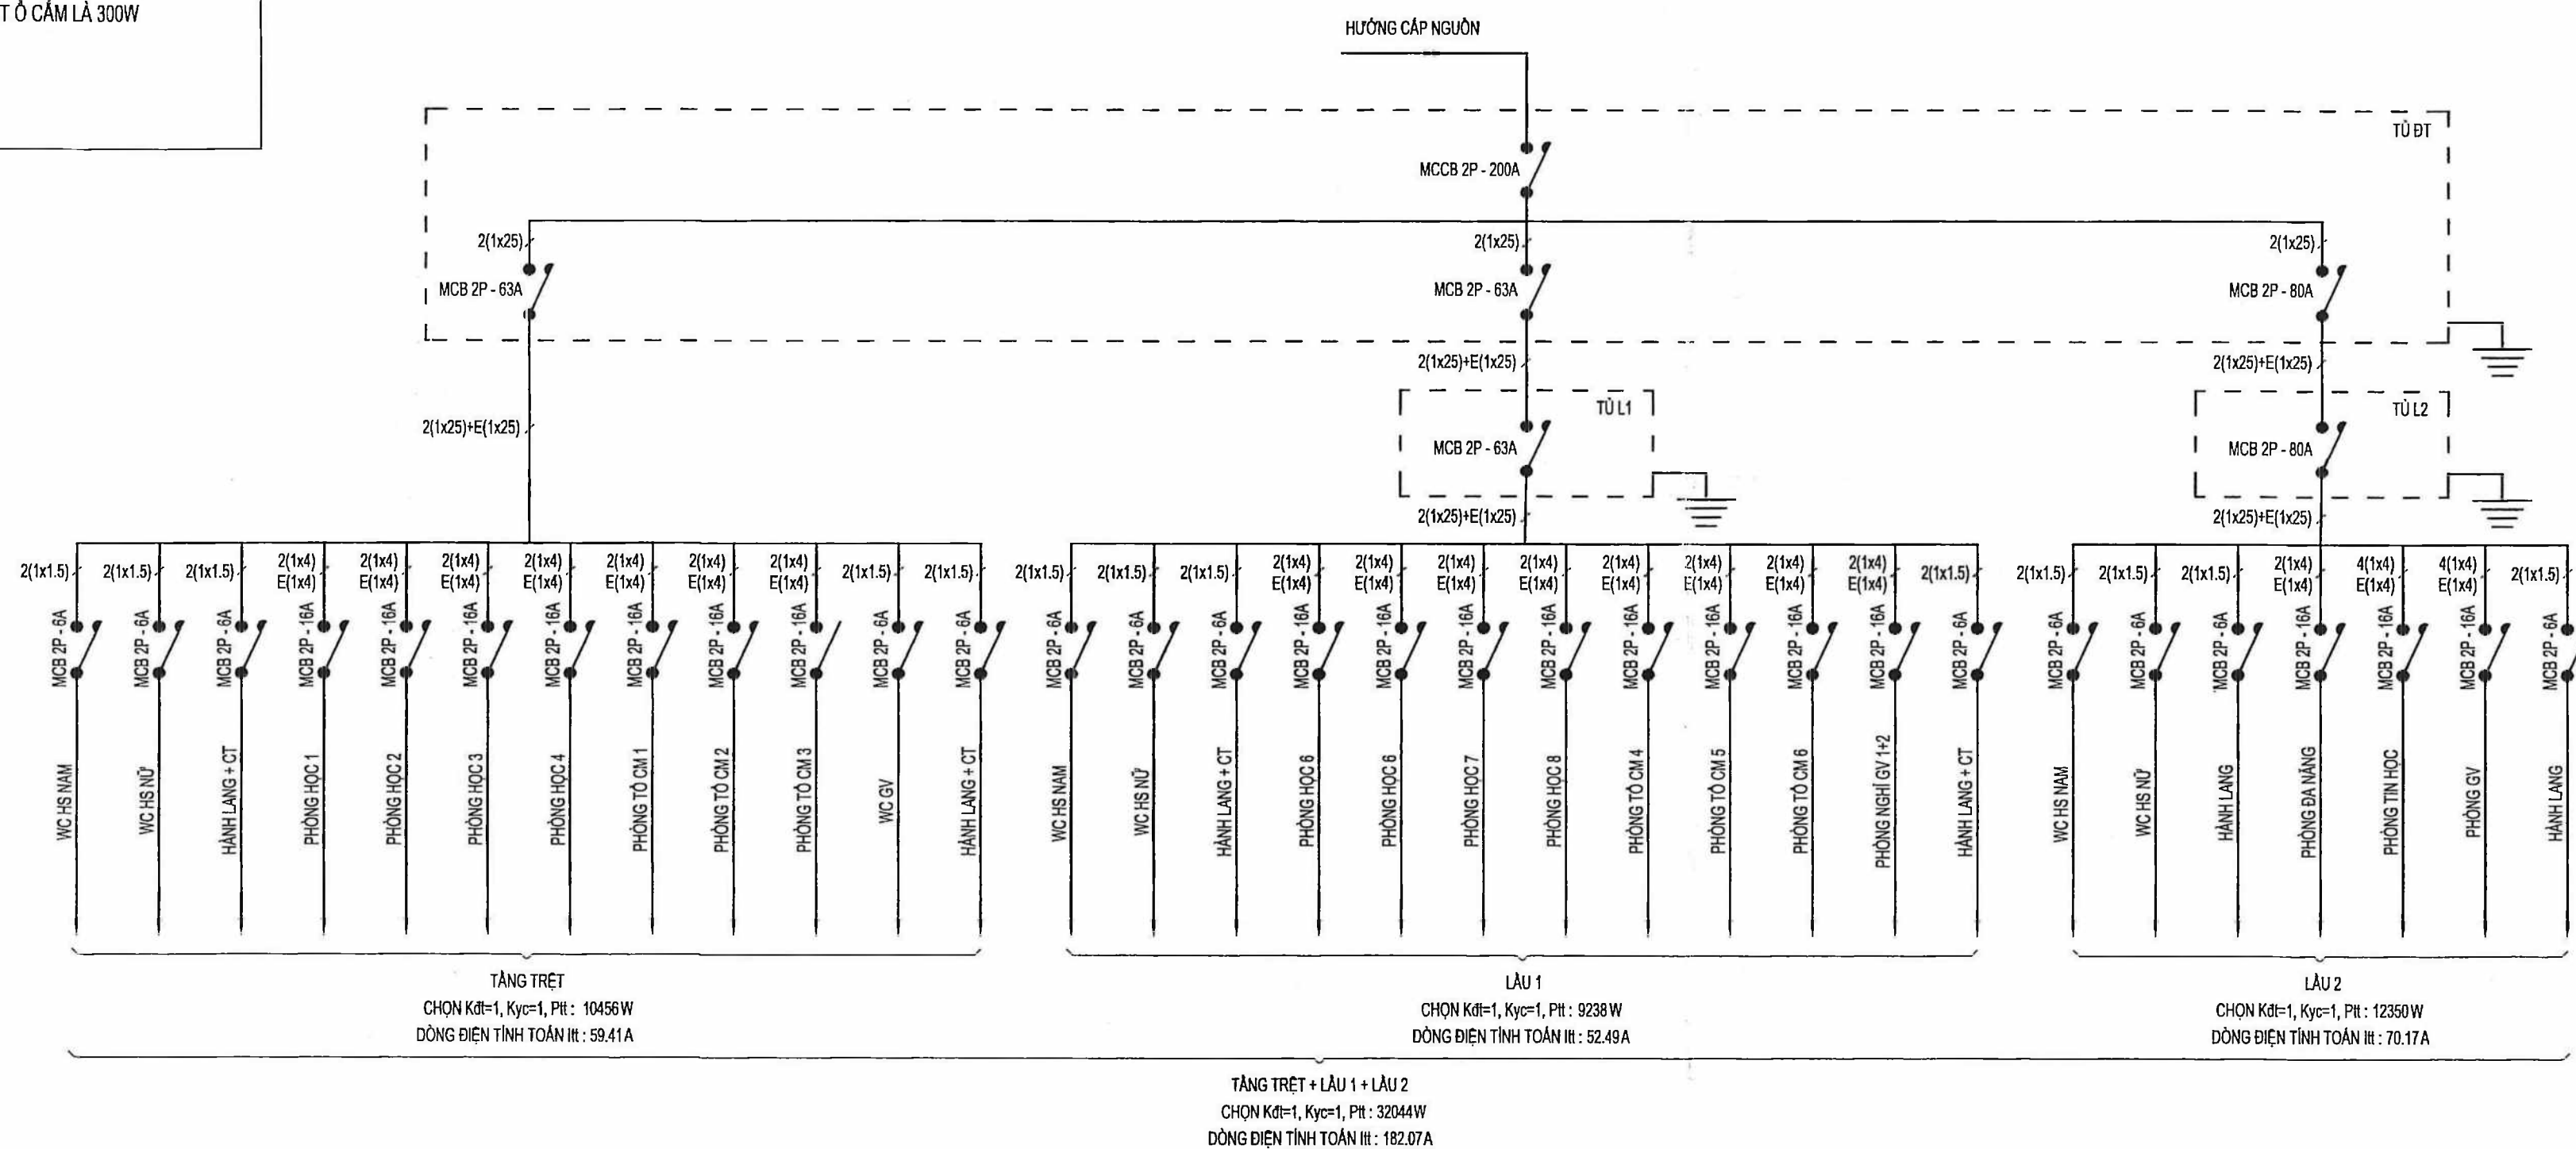 T Ổ CẮM LÀ 300W
HƯỚNG CẤP NGUỒN
TỦ ĐT
MCCB 2P - 200A
2(1x25)
2(1x25)
2(1x25)
MCB 2P - 63A
MCB 2P - 63A
MCB 2P - 80A
2(1x25)+E(1x25)
2(1x25)+E(1x25)
TỦ L1
TỦ L2
2(1x25)+E(1x25)
MCB 2P - 63A
MCB 2P - 80A
2(1x25)+E(1x25)
2(1x25)+E(1x25)
2(1x1.5)
MCB 2P - 6A
WC HS NAM
2(1x1.5)
MCB 2P - 6A
WC HS NỮ
2(1x1.5)
MCB 2P - 6A
HÀNH LANG + CT
2(1x4)
E(1x4)
MCB 2P - 16A
PHÒNG HỌC 1
2(1x4)
E(1x4)
MCB 2P - 16A
PHÒNG HỌC 2
2(1x4)
E(1x4)
MCB 2P - 16A
PHÒNG HỌC 3
2(1x4)
E(1x4)
MCB 2P - 16A
PHÒNG HỌC 4
2(1x4)
E(1x4)
MCB 2P - 16A
PHÒNG TỔ CM 1
2(1x4)
E(1x4)
MCB 2P - 16A
PHÒNG TỔ CM 2
2(1x4)
E(1x4)
MCB 2P - 16A
PHÒNG TỔ CM 3
2(1x1.5)
MCB 2P - 6A
WC GV
2(1x1.5)
MCB 2P - 6A
HÀNH LANG + CT
2(1x1.5)
MCB 2P - 6A
WC HS NAM
2(1x1.5)
MCB 2P - 6A
WC HS NỮ
2(1x1.5)
MCB 2P - 6A
HÀNH LANG + CT
2(1x4)
E(1x4)
MCB 2P - 16A
PHÒNG HỌC 6
2(1x4)
E(1x4)
MCB 2P - 16A
PHÒNG HỌC 6
2(1x4)
E(1x4)
MCB 2P - 16A
PHÒNG HỌC 7
2(1x4)
E(1x4)
MCB 2P - 16A
PHÒNG HỌC 8
2(1x4)
E(1x4)
MCB 2P - 16A
PHÒNG TỔ CM 4
2(1x4)
E(1x4)
MCB 2P - 16A
PHÒNG TỔ CM 5
2(1x4)
E(1x4)
MCB 2P - 16A
PHÒNG TỔ CM 6
2(1x4)
E(1x4)
MCB 2P - 16A
PHÒNG NGHỈ GV 1+2
2(1x1.5)
MCB 2P - 6A
HÀNH LANG + CT
2(1x1.5)
MCB 2P - 6A
WC HS NAM
2(1x1.5)
MCB 2P - 6A
WC HS NỮ
2(1x1.5)
MCB 2P - 6A
HÀNH LANG
2(1x4)
E(1x4)
MCB 2P - 16A
PHÒNG ĐA NĂNG
4(1x4)
E(1x4)
MCB 2P - 16A
PHÒNG TIN HỌC
4(1x4)
E(1x4)
MCB 2P - 16A
PHÒNG GV
2(1x1.5)
MCB 2P - 6A
HÀNH LANG
TẦNG TRỆT
CHỌN Kđt=1, Kyc=1, Ptt : 10456W
DÒNG ĐIỆN TÍNH TOÁN Itt : 59.41A
LẦU 1
CHỌN Kđt=1, Kyc=1, Ptt : 9238W
DÒNG ĐIỆN TÍNH TOÁN Itt : 52.49A
LẦU 2
CHỌN Kđt=1, Kyc=1, Ptt : 12350W
DÒNG ĐIỆN TÍNH TOÁN Itt : 70.17A
TẦNG TRỆT + LẦU 1 + LẦU 2
CHỌN Kđt=1, Kyc=1, Ptt : 32044W
DÒNG ĐIỆN TÍNH TOÁN Itt : 182.07A